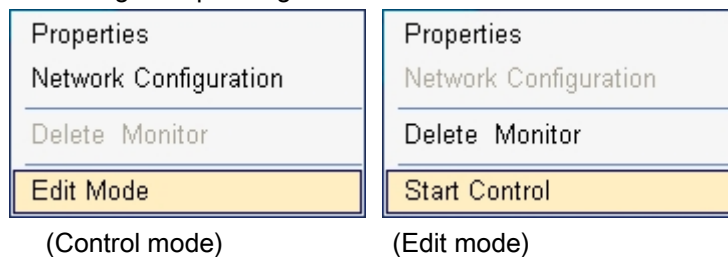 Properties
Network Configuration
Delete Monitor
Edit Mode
(Control mode)
Properties
Network Configuration
Delete Monitor
Start Control
(Edit mode)